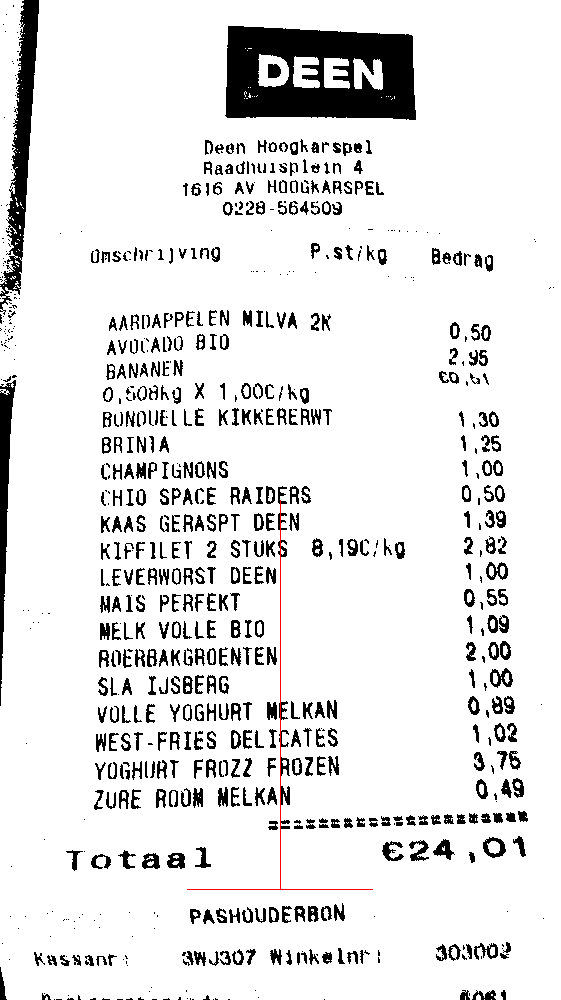 DEEN
Deen Hoogkarspel
Raadhuisplein 4
1616 AV HOOGKARSPEL
0228-564509
Omschrijving P.st/kg Bedrag
AARDAPPELEN MILVA 2K 0,50
AVOCADO BIO 2,95
BANANEN €0,51
0,508kg X 1,00€/kg
BONDUELLE KIKKERERWT 1,30
BRINTA 1,25
CHAMPIGNONS 1,00
CHIO SPACE RAIDERS 0,50
KAAS GERASPT DEEN 1,39
KIPFILET 2 STUKS 8,19€/kg 2,82
LEVERWORST DEEN 1,00
MAIS PERFEKT 0,55
MELK VOLLE BIO 1,09
ROERBAKGROENTEN 2,00
SLA IJSBERG 1,00
VOLLE YOGHURT MELKAN 0,89
WEST-FRIES DELICATES 1,02
YOGHURT FROZZ FROZEN 3,75
ZURE ROOM MELKAN 0,49
=======================
Totaal €24,01
PASHOUDERBON
Kassanr: 3WJ307 Winkelnr: 303002